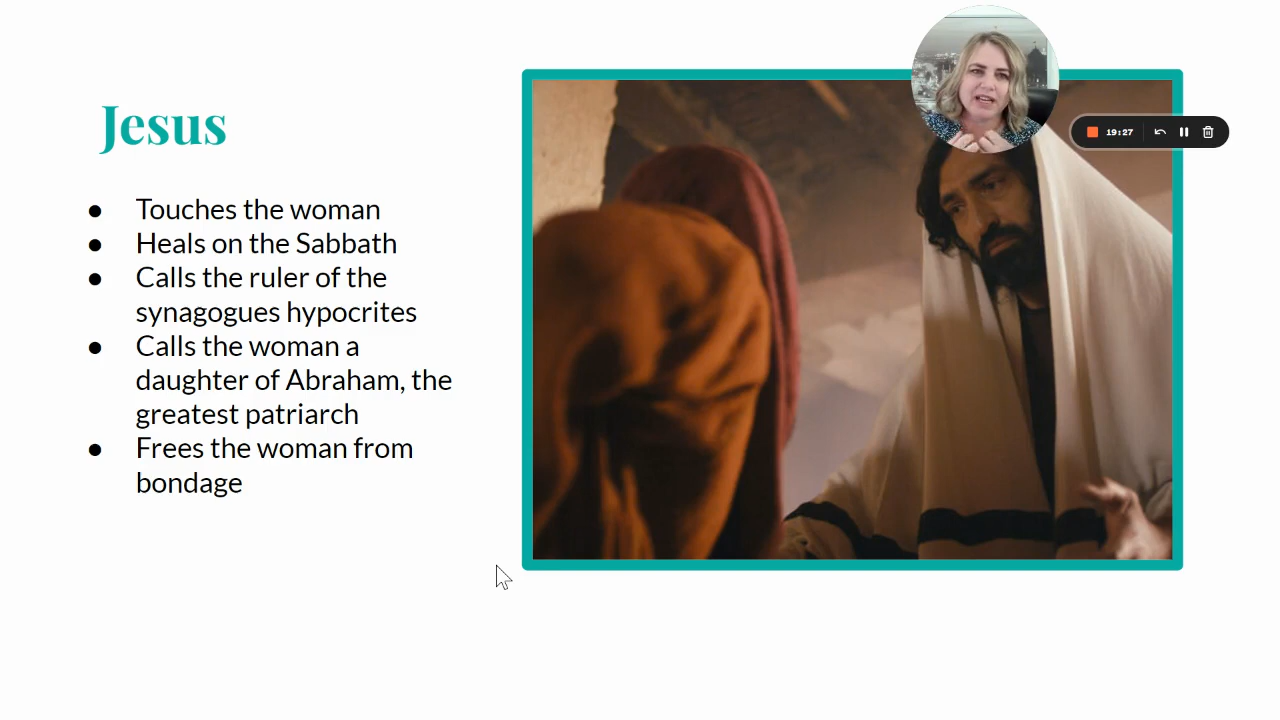 Jesus
● Touches the woman
● Heals on the Sabbath
● Calls the ruler of the
synagogues hypocrites
● Calls the woman a
daughter of Abraham, the
greatest patriarch
● Frees the woman from
bondage
19:27